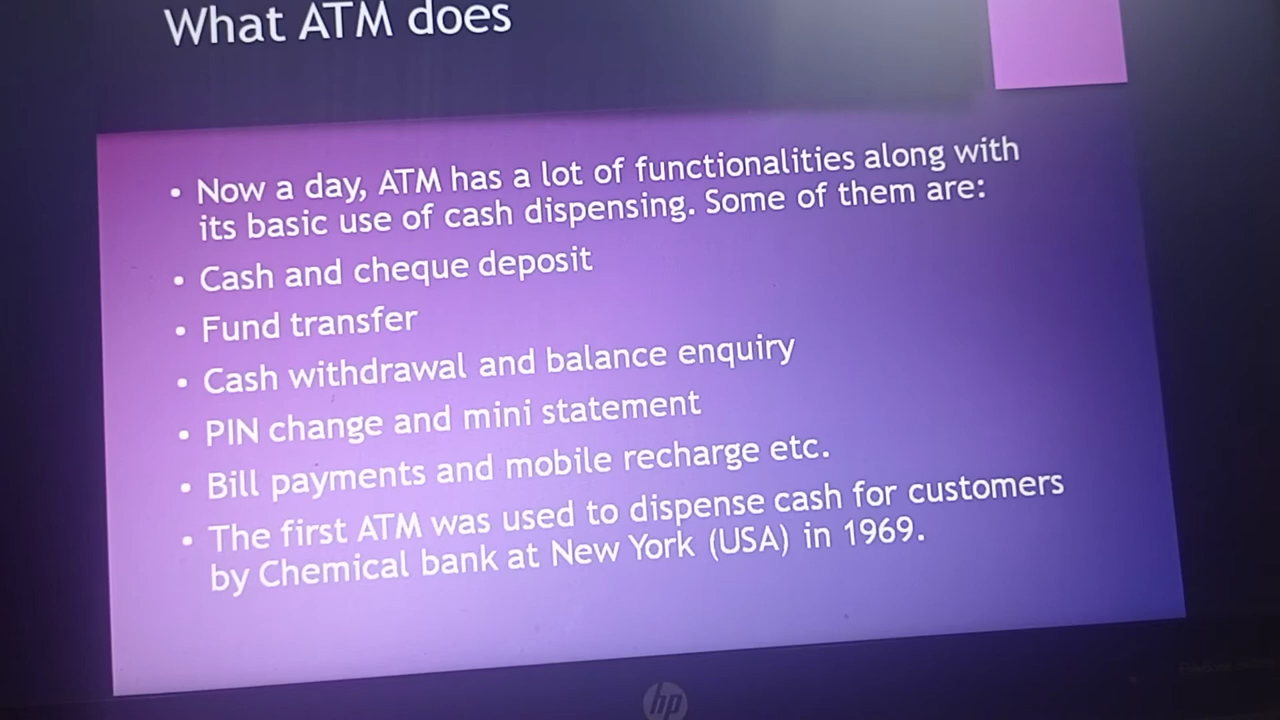 What ATM does
• Now a day, ATM has a lot of functionalities along with
its basic use of cash dispensing. Some of them are:
• Cash and cheque deposit
• Fund transfer
• Cash withdrawal and balance enquiry
• PIN change and mini statement
• Bill payments and mobile recharge etc.
• The first ATM was used to dispense cash for customers
by Chemical bank at New York (USA) in 1969.
hp